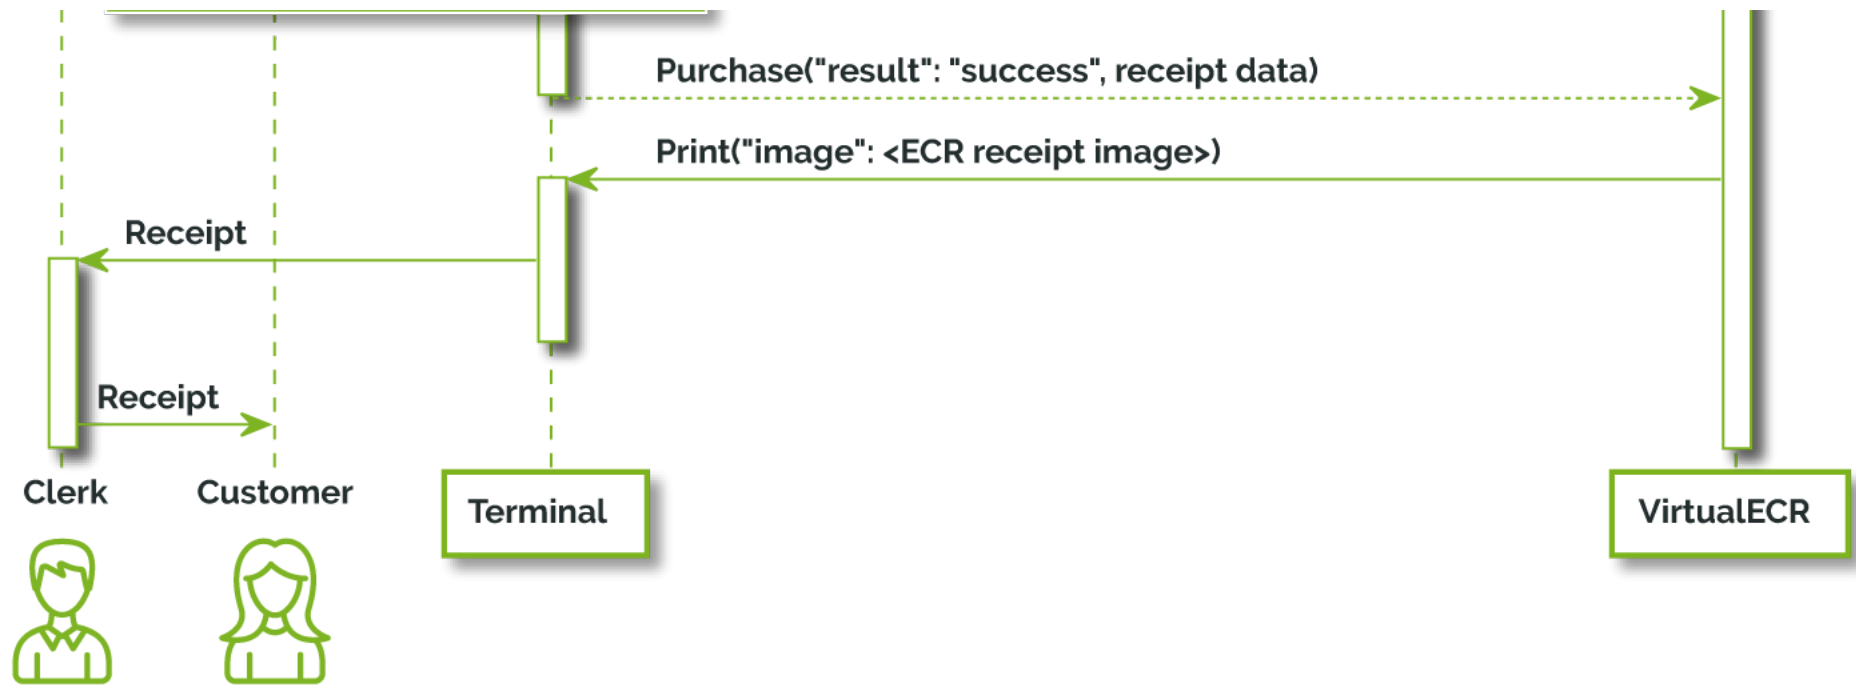 Purchase("result": "success", receipt data)
Print("image": <ECR receipt image>)
Receipt
Receipt
Clerk
Customer
Terminal
VirtualECR